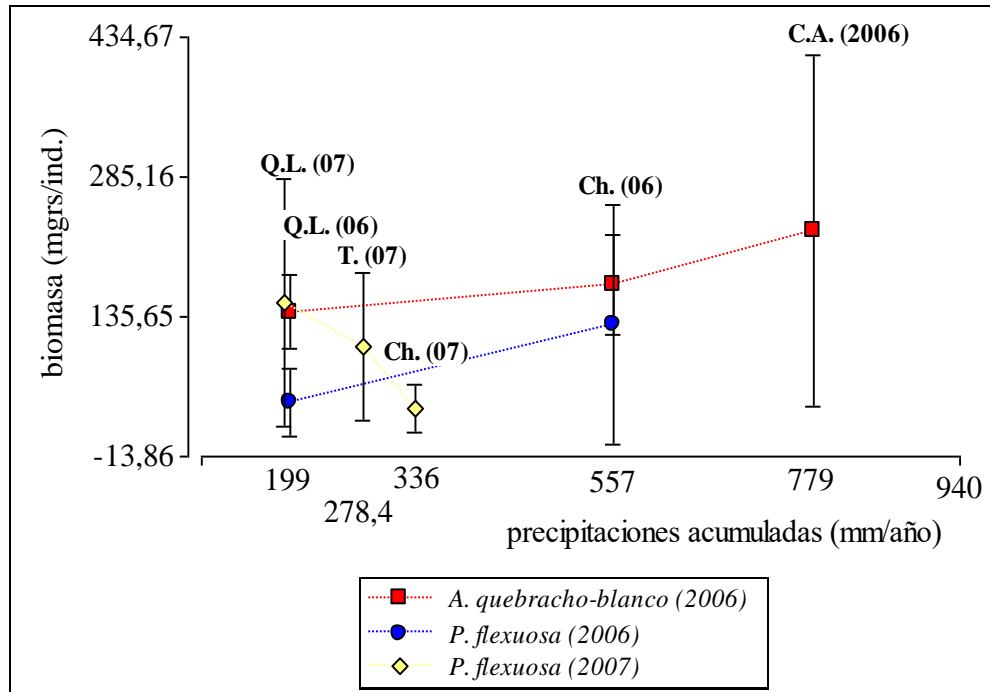 434,67
C.A. (2006)
285,16
Q.L. (07)
Ch. (06)
Q.L. (06)
T. (07)
135,65
Ch. (07)
-13,86
biomasa (mgrs/ind.)
199
336
557
779
940
278,4
precipitaciones acumuladas (mm/año)
A. quebracho-blanco (2006)
P. flexuosa (2006)
P. flexuosa (2007)